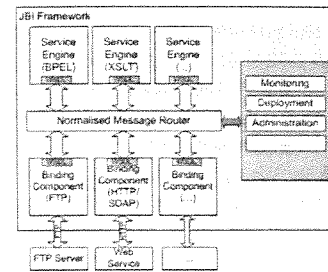 JBI Framework
Service Engine (BPEL)
Service Engine (XSLT)
Service Engine (...)
Normalised Message Router
Monitoring
Deployment
Administration
...
Binding Component (FTP)
Binding Component (HTTP/ SOAP)
Binding Component (...)
FTP Server
Web Service
...